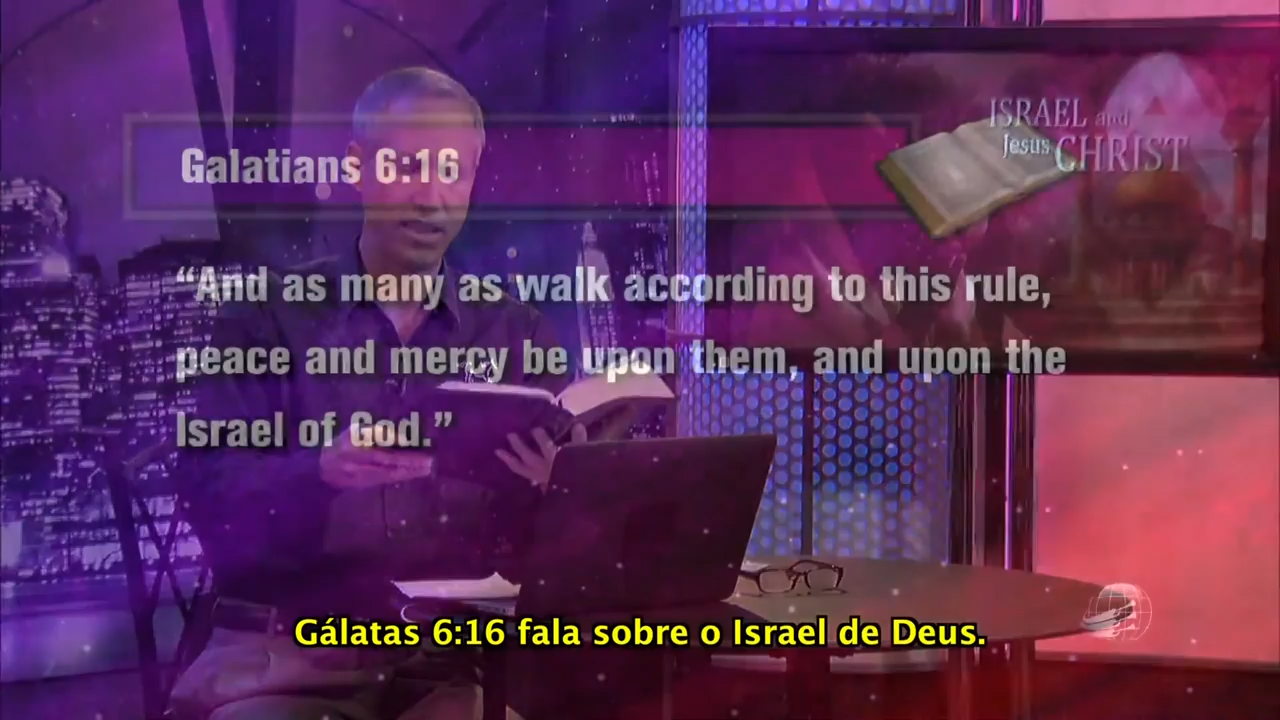 ISRAEL and
Jesus CHRIST
Galatians 6:16
“And as many as walk according to this rule,
peace and mercy be upon them, and upon the
Israel of God.”
Gálatas 6:16 fala sobre o Israel de Deus.